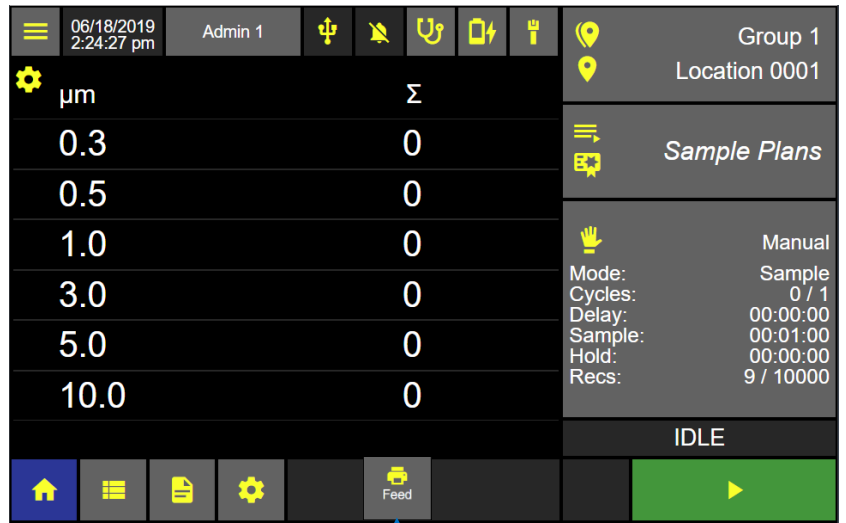 06/18/2019
2:24:27 pm
Admin 1
Group 1
Location 0001
µm Σ
0.3 0
0.5 0
1.0 0
3.0 0
5.0 0
10.0 0
Sample Plans
Manual
Mode: Sample
Cycles: 0 / 1
Delay: 00:00:00
Sample: 00:01:00
Hold: 00:00:00
Recs: 9 / 10000
IDLE
Feed